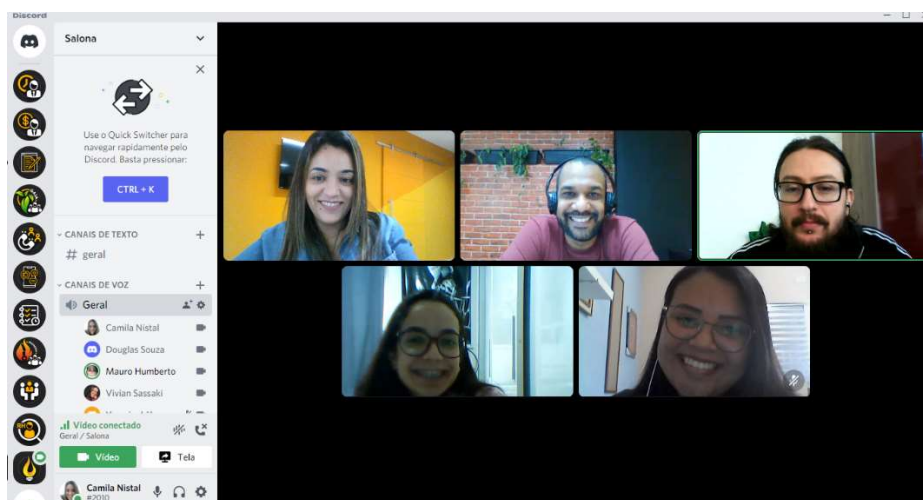 Discord
Salona
Use o Quick Switcher para
navegar rapidamente pelo
Discord. Basta pressionar:
CTRL + K
CANAIS DE TEXTO
# geral
CANAIS DE VOZ
Geral
Camila Nistal
Douglas Souza
Mauro Humberto
Vivian Sassaki
Vídeo conectado
Geral / Salona
Vídeo
Tela
Camila Nistal
#2010